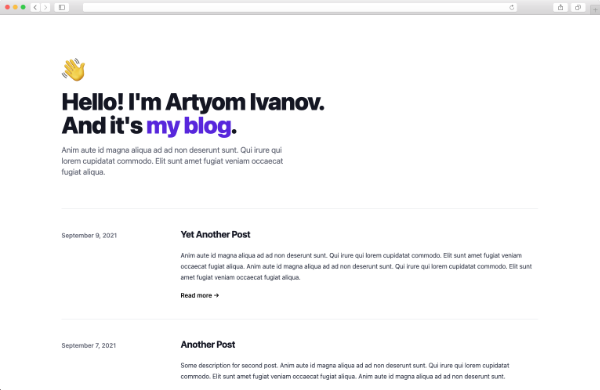 Hello! I'm Artyom Ivanov.
And it's my blog.
Anim aute id magna aliqua ad ad non deserunt sunt. Qui irure qui
lorem cupidatat commodo. Elit sunt amet fugiat veniam occaecat
fugiat aliqua.
September 9, 2021
Yet Another Post
Anim aute id magna aliqua ad ad non deserunt sunt. Qui irure qui lorem cupidatat commodo. Elit sunt amet fugiat veniam
occaecat fugiat aliqua. Anim aute id magna aliqua ad ad non deserunt sunt. Qui irure qui lorem cupidatat commodo. Elit sunt
amet fugiat veniam occaecat fugiat aliqua.
Read more →
September 7, 2021
Another Post
Some description for second post. Anim aute id magna aliqua ad ad non deserunt sunt. Qui irure qui lorem cupidatat
commodo. Elit sunt amet fugiat veniam occaecat fugiat aliqua. Anim aute id magna aliqua ad ad non deserunt sunt.